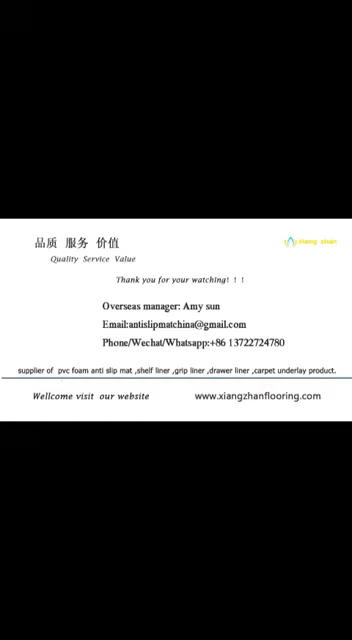 品质 服务 价值
xiang zhan
Quality Service Value
Thank you for your watching! ! !
Overseas manager: Amy sun
Email:antislipmatchina@gmail.com
Phone/Wechat/Whatsapp:+86 13722724780
supplier of pvc foam anti slip mat ,shelf liner ,grip liner ,drawer liner ,carpet underlay product.
Wellcome visit our website
www.xiangzhanflooring.com